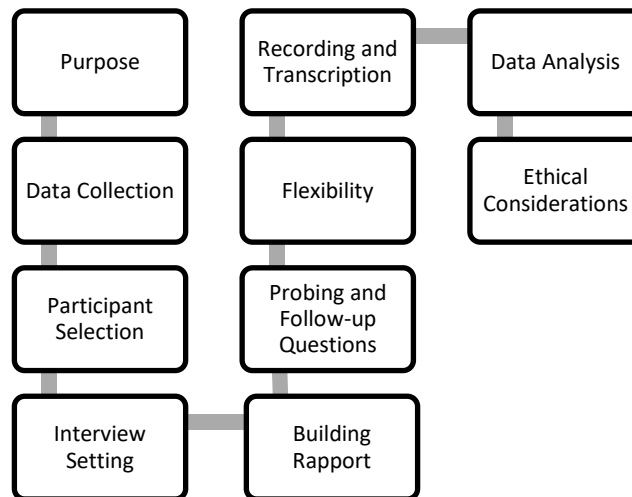 Purpose
Data Collection
Participant
Selection
Interview
Setting
Building
Rapport
Probing and
Follow-up
Questions
Flexibility
Recording and
Transcription
Data Analysis
Ethical
Considerations